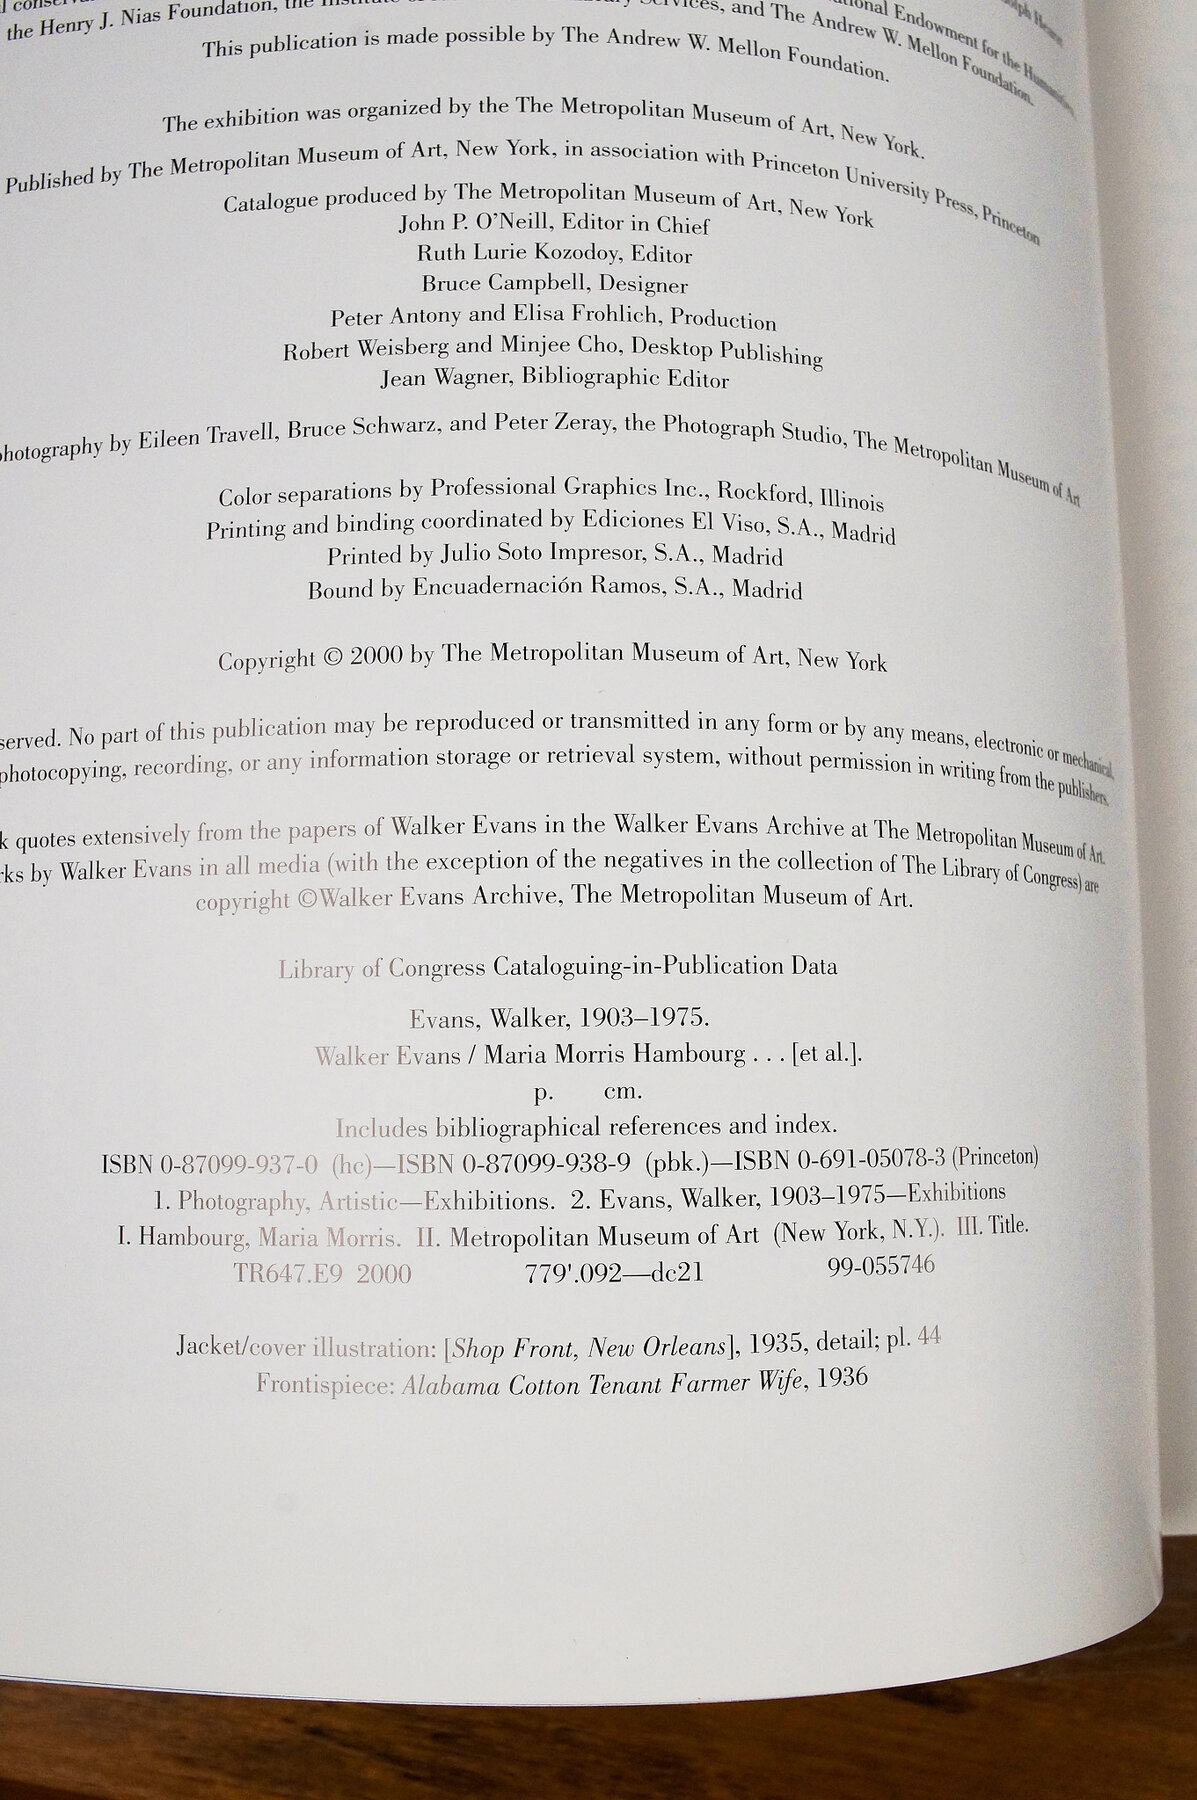 the Henry J. Nias Foundation, the
Services, and The Andrew W. Mellon Foundation.
Endowment for the
This publication is made possible by The Andrew W. Mellon Foundation.
The exhibition was organized by the The Metropolitan Museum of Art, New York.
Published by The Metropolitan Museum of Art, New York, in association with Princeton University Press, Princeton
Catalogue produced by The Metropolitan Museum of Art, New York
John P. O'Neill, Editor in Chief
Ruth Lurie Kozodoy, Editor
Bruce Campbell, Designer
Peter Antony and Elisa Frohlich, Production
Robert Weisberg and Minjee Cho, Desktop Publishing
Jean Wagner, Bibliographic Editor
photography by Eileen Travell, Bruce Schwarz, and Peter Zeray, the Photograph Studio, The Metropolitan Museum of Art
Color separations by Professional Graphics Inc., Rockford, Illinois
Printing and binding coordinated by Ediciones El Viso, S.A., Madrid
Printed by Julio Soto Impresor, S.A., Madrid
Bound by Encuadernación Ramos, S.A., Madrid
Copyright © 2000 by The Metropolitan Museum of Art, New York
served. No part of this publication may be reproduced or transmitted in any form or by any means, electronic or mechanical,
photocopying, recording, or any information storage or retrieval system, without permission in writing from the publishers.
k quotes extensively from the papers of Walker Evans in the Walker Evans Archive at The Metropolitan Museum of Art.
rks by Walker Evans in all media (with the exception of the negatives in the collection of The Library of Congress) are
copyright ©Walker Evans Archive, The Metropolitan Museum of Art.
Library of Congress Cataloguing-in-Publication Data
Evans, Walker, 1903–1975.
Walker Evans / Maria Morris Hambourg . . . [et al.].
p. cm.
Includes bibliographical references and index.
ISBN 0-87099-937-0 (hc)—ISBN 0-87099-938-9 (pbk.)—ISBN 0-691-05078-3 (Princeton)
1. Photography, Artistic—Exhibitions. 2. Evans, Walker, 1903–1975—Exhibitions
I. Hambourg, Maria Morris. II. Metropolitan Museum of Art (New York, N.Y.). III. Title.
TR647.E9 2000 779'.092—dc21 99-055746
Jacket/cover illustration: [Shop Front, New Orleans], 1935, detail; pl. 44
Frontispiece: Alabama Cotton Tenant Farmer Wife, 1936